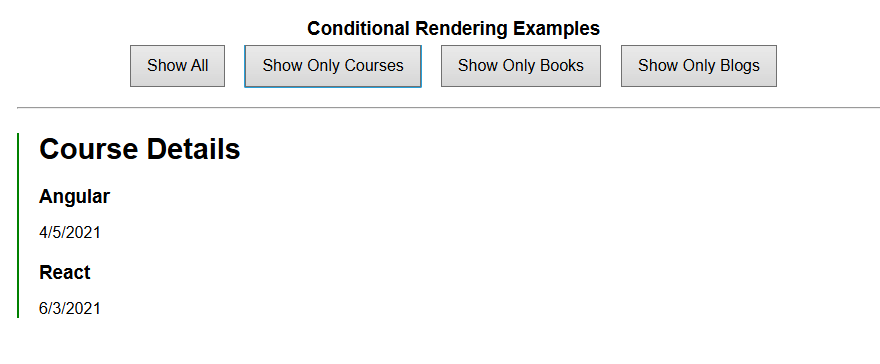 Conditional Rendering Examples
Show All Show Only Courses Show Only Books Show Only Blogs
Course Details
Angular
4/5/2021
React
6/3/2021